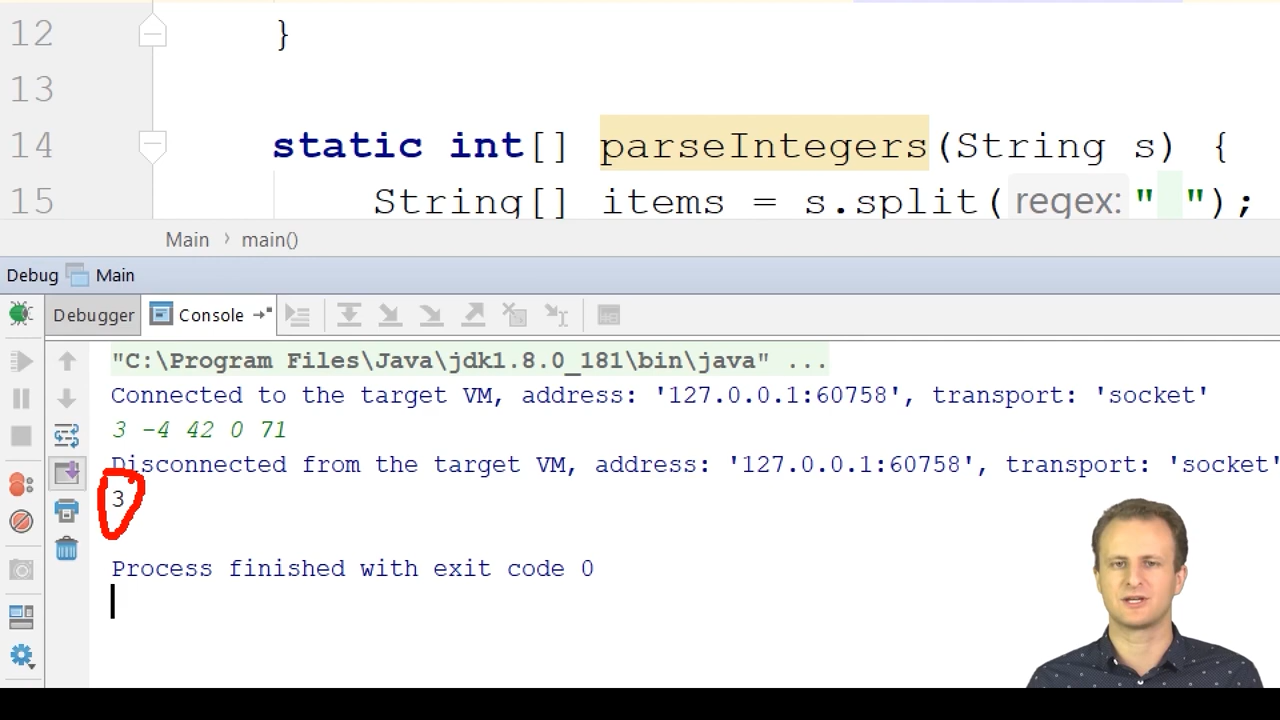 12 }
13
14 static int[] parseIntegers(String s) {
15 String[] items = s.split( regex: " ");
Main › main()
Debug Main
Debugger Console
"C:\Program Files\Java\jdk1.8.0_181\bin\java" ...
Connected to the target VM, address: '127.0.0.1:60758', transport: 'socket'
3 -4 42 0 71
Disconnected from the target VM, address: '127.0.0.1:60758', transport: 'socket'
3
Process finished with exit code 0